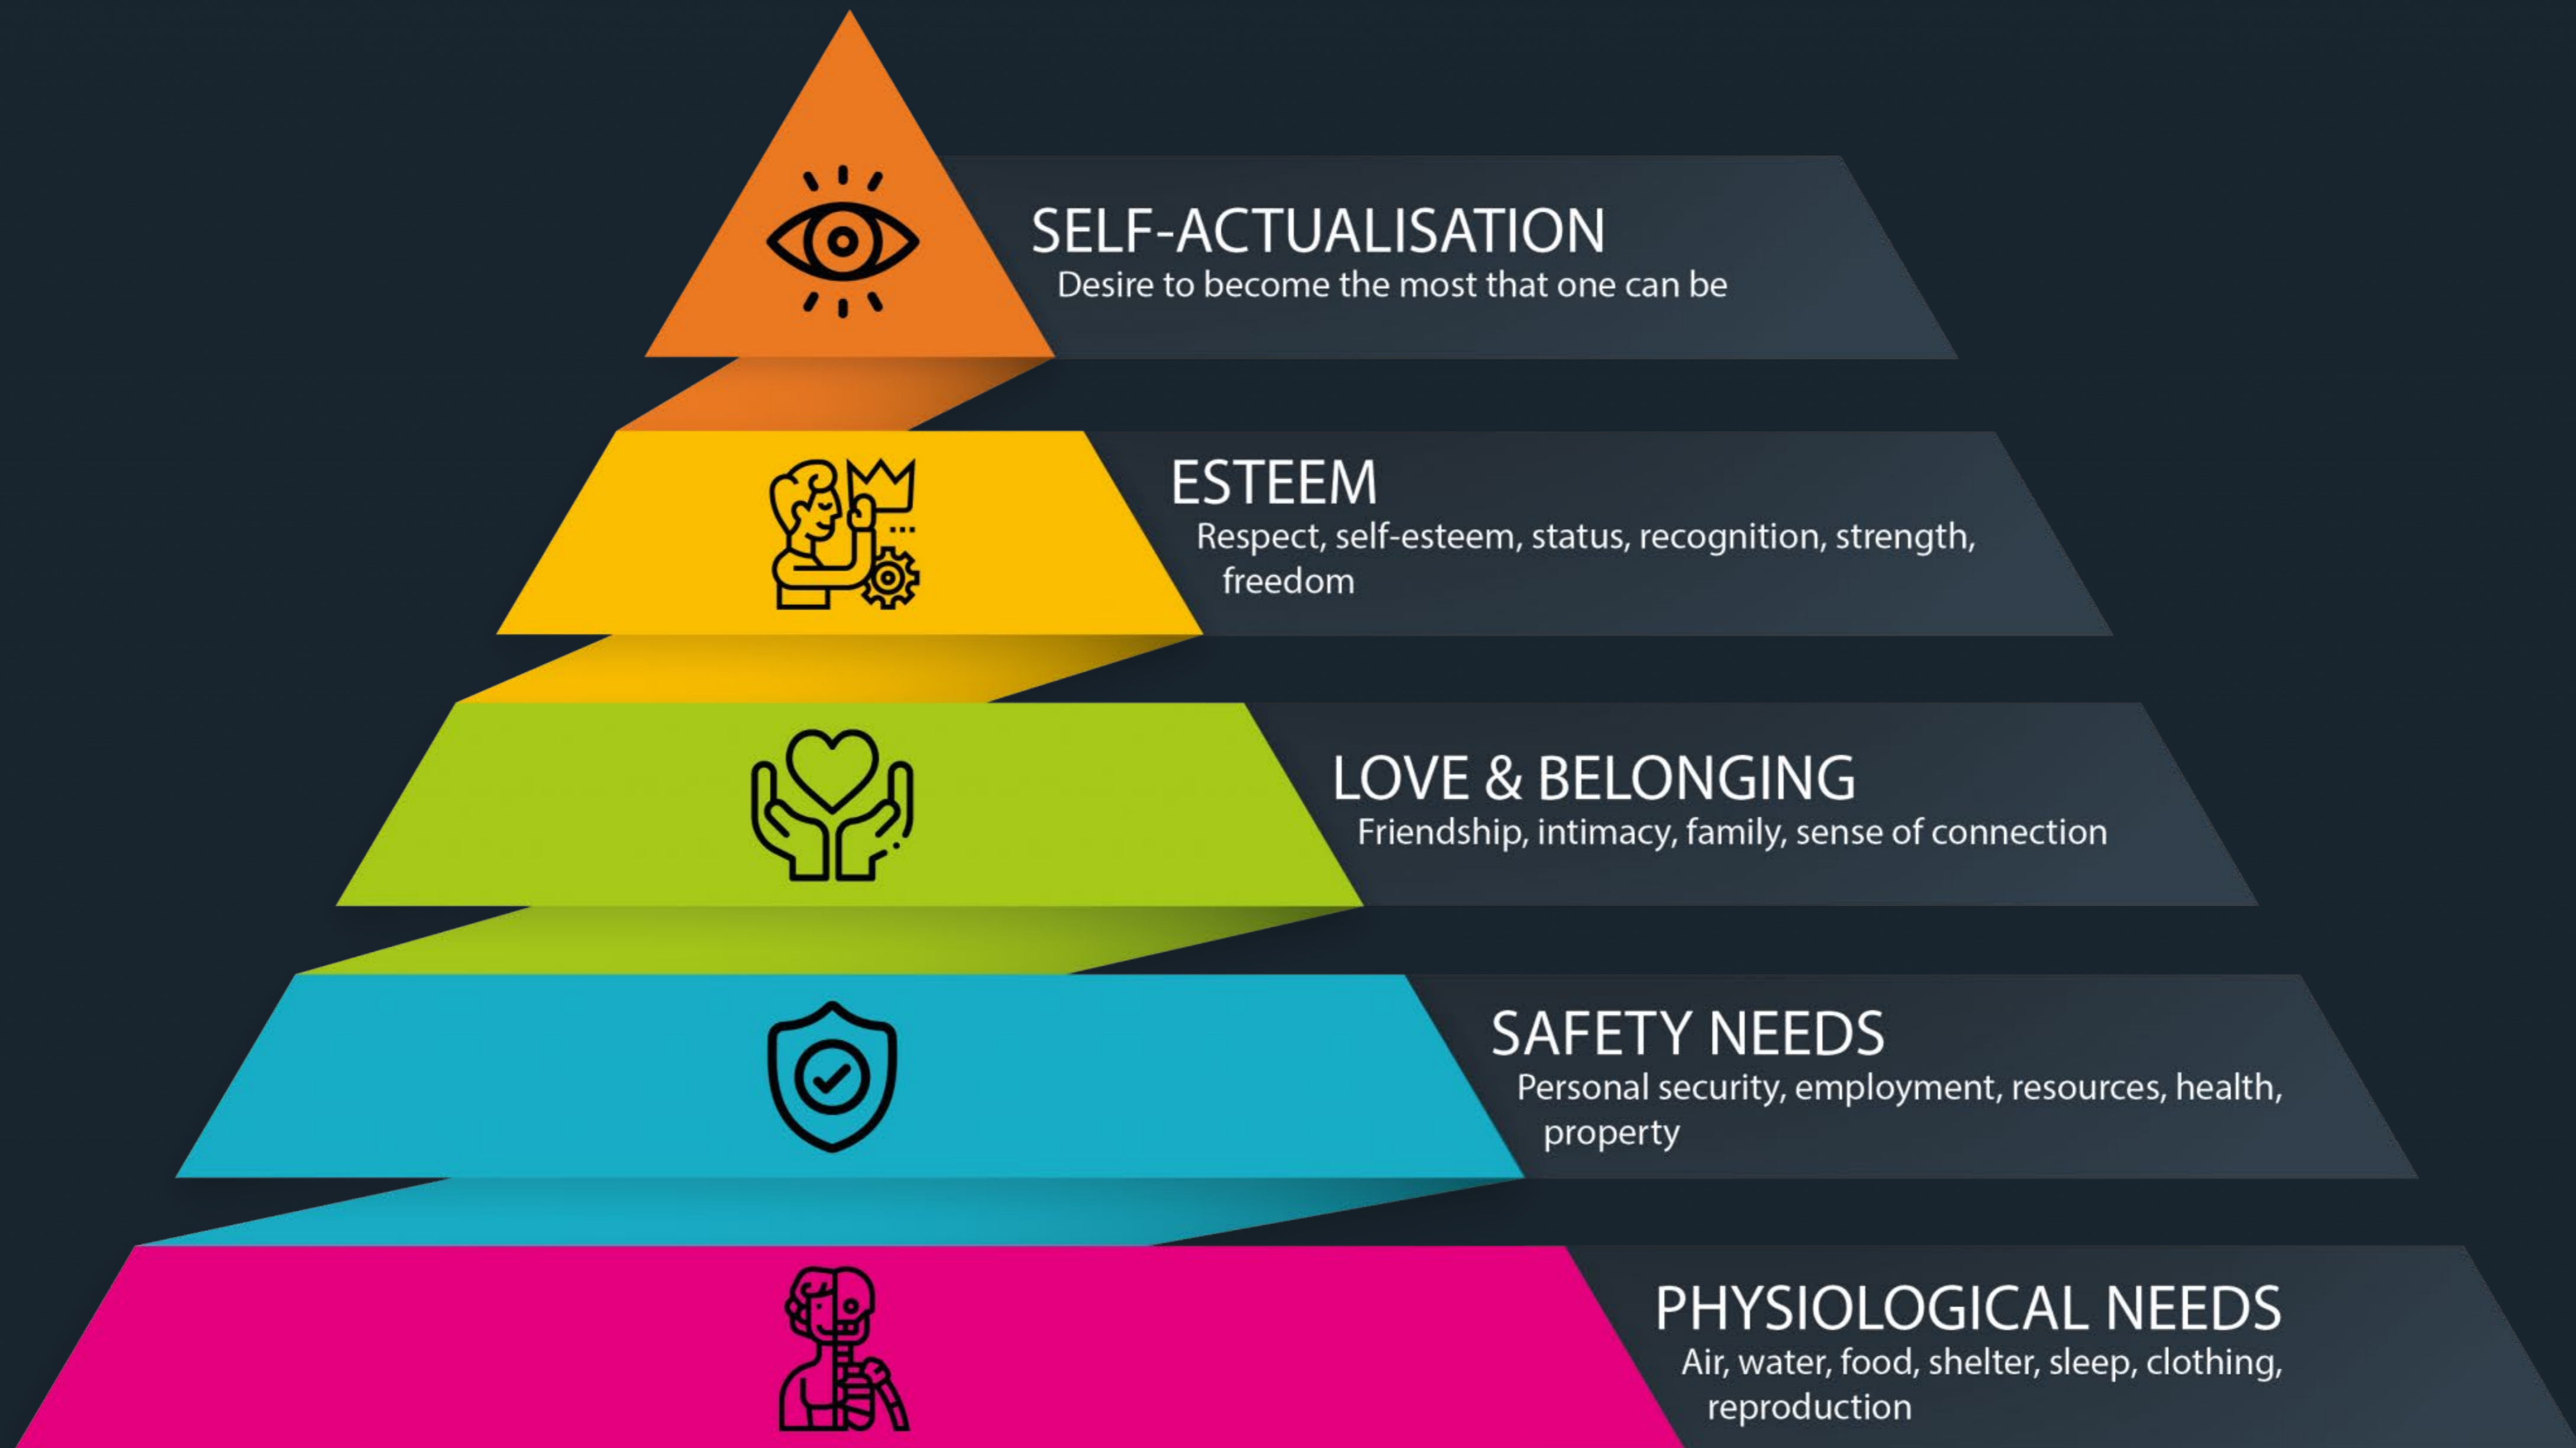 SELF-ACTUALISATION
Desire to become the most that one can be
ESTEEM
Respect, self-esteem, status, recognition, strength,
freedom
LOVE & BELONGING
Friendship, intimacy, family, sense of connection
SAFETY NEEDS
Personal security, employment, resources, health,
property
PHYSIOLOGICAL NEEDS
Air, water, food, shelter, sleep, clothing,
reproduction